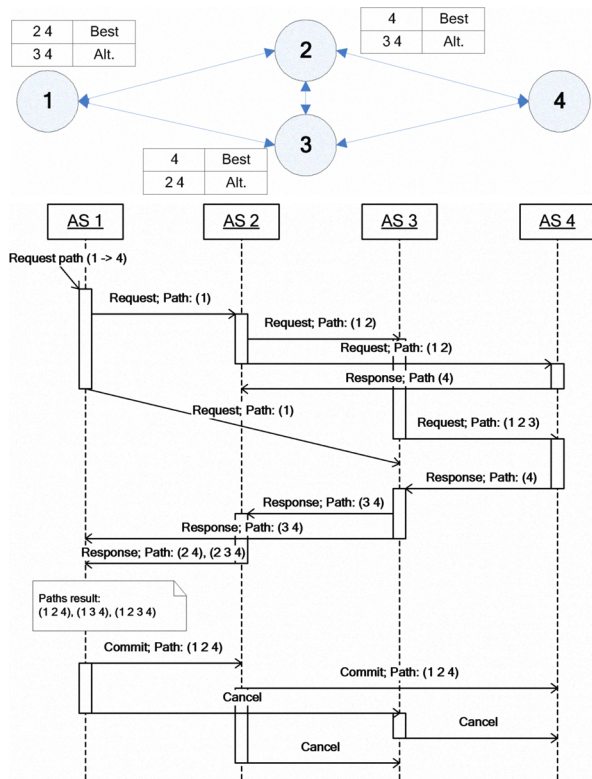 2 4 Best
3 4 Alt.
4 Best
3 4 Alt.
2
1
4
3
4 Best
2 4 Alt.
AS 1
AS 2
AS 3
AS 4
Request path (1 -> 4)
Request; Path: (1)
Request; Path: (1 2)
Request; Path: (1 2)
Response; Path (4)
Request; Path: (1)
Request; Path: (1 2 3)
Response; Path: (4)
Response; Path: (3 4)
Response; Path: (3 4)
Response; Path: (2 4), (2 3 4)
Paths result:
(1 2 4), (1 3 4), (1 2 3 4)
Commit; Path: (1 2 4)
Commit; Path: (1 2 4)
Cancel
Cancel
Cancel